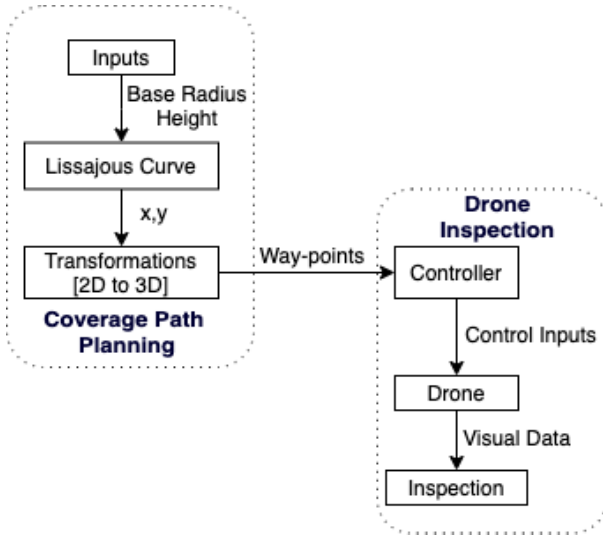 Inputs
Base Radius
Height
Lissajous Curve
x,y
Transformations
[2D to 3D]
Coverage Path
Planning
Way-points
Drone
Inspection
Controller
Control Inputs
Drone
Visual Data
Inspection